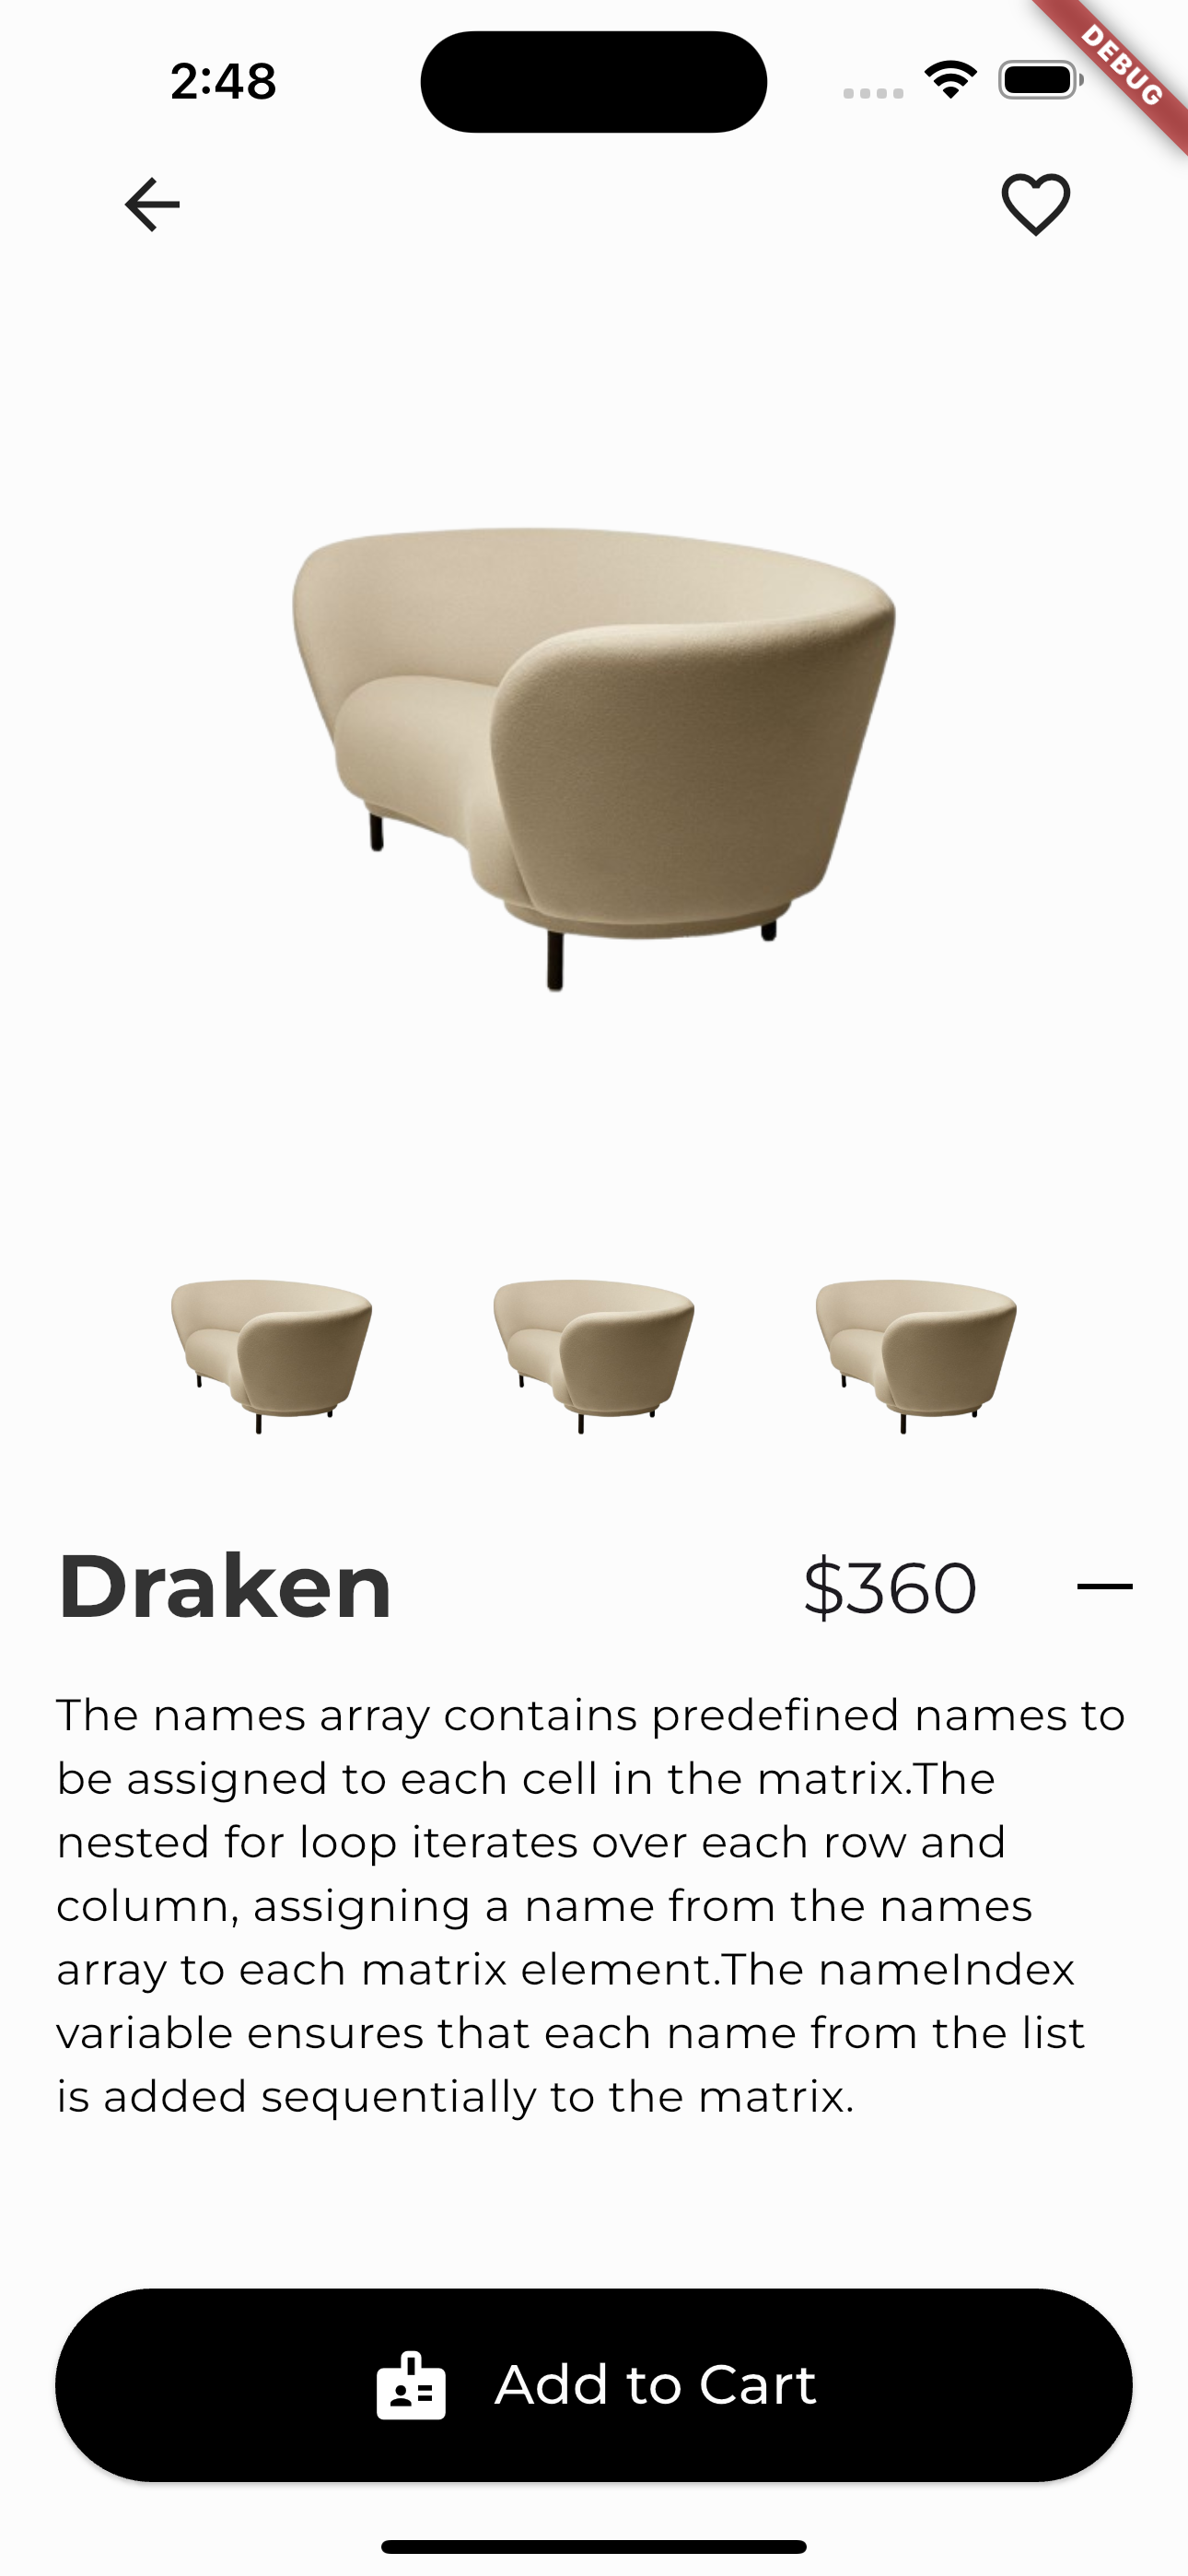 2:48
DEBUG
Draken
$360
The names array contains predefined names to
be assigned to each cell in the matrix.The
nested for loop iterates over each row and
column, assigning a name from the names
array to each matrix element.The nameIndex
variable ensures that each name from the list
is added sequentially to the matrix.
Add to Cart